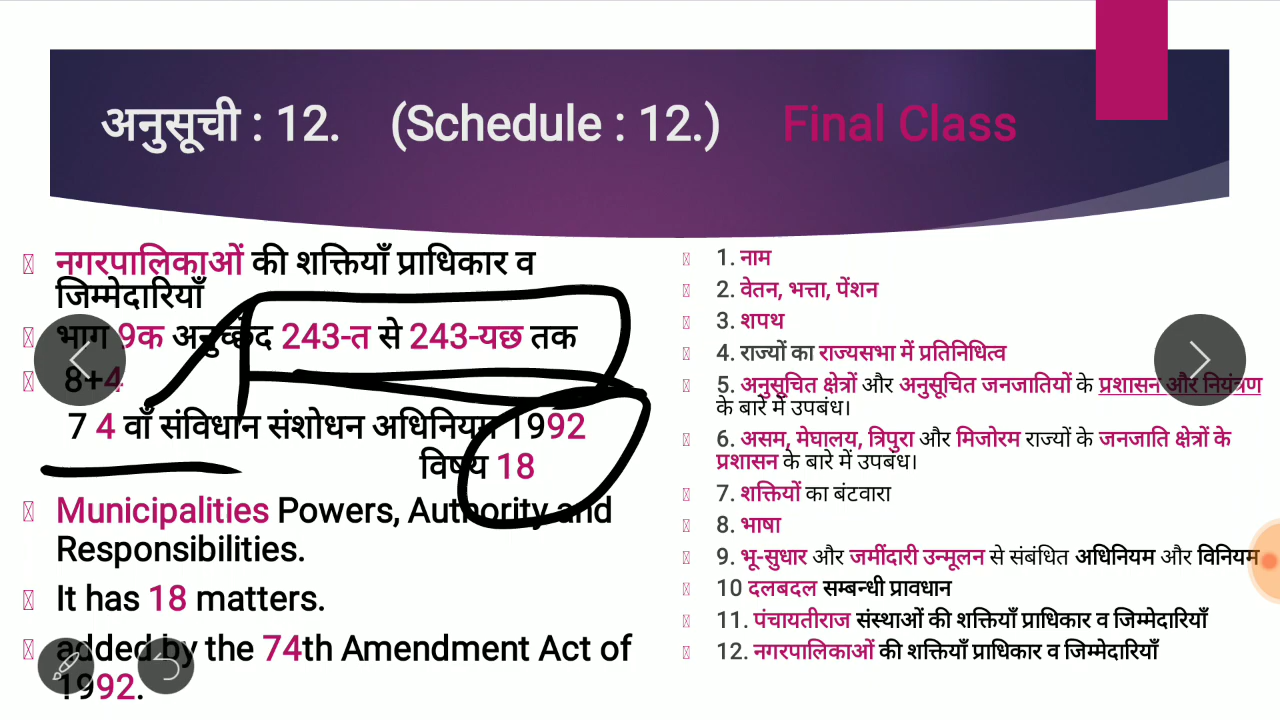 अनुसूची : 12. (Schedule : 12.) Final Class
नगरपालिकाओं की शक्तियाँ प्राधिकार व
जिम्मेदारियाँ
भाग 9क अनुच्छेद 243-त से 243-यछ तक
8+4
7 4 वाँ संविधान संशोधन अधिनियम 1992
विषय 18
Municipalities Powers, Authority and
Responsibilities.
It has 18 matters.
added by the 74th Amendment Act of
1992.
1. नाम
2. वेतन, भत्ता, पेंशन
3. शपथ
4. राज्यों का राज्यसभा में प्रतिनिधित्व
5. अनुसूचित क्षेत्रों और अनुसूचित जनजातियों के प्रशासन और नियंत्रण
के बारे में उपबंध।
6. असम, मेघालय, त्रिपुरा और मिजोरम राज्यों के जनजाति क्षेत्रों के
प्रशासन के बारे में उपबंध।
7. शक्तियों का बंटवारा
8. भाषा
9. भू-सुधार और जमींदारी उन्मूलन से संबंधित अधिनियम और विनियम
10 दलबदल सम्बन्धी प्रावधान
11. पंचायतीराज संस्थाओं की शक्तियाँ प्राधिकार व जिम्मेदारियाँ
12. नगरपालिकाओं की शक्तियाँ प्राधिकार व जिम्मेदारियाँ